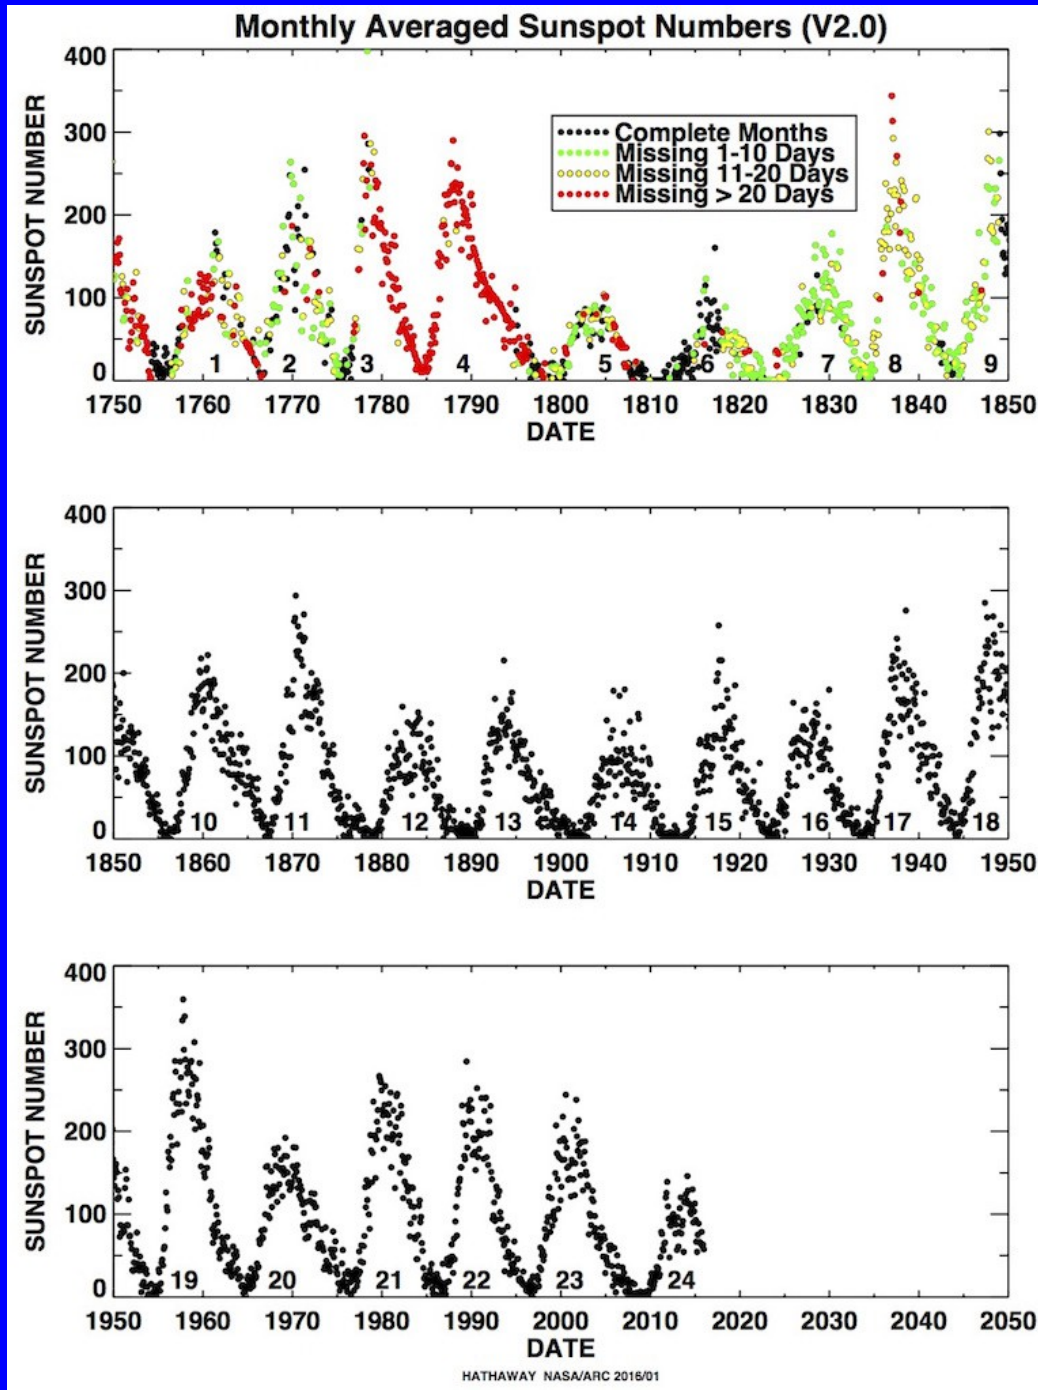 Monthly Averaged Sunspot Numbers (V2.0)
400
300
200
100
0
SUNSPOT NUMBER
Complete Months
Missing 1-10 Days
Missing 11-20 Days
Missing > 20 Days
1 2 3 4 5 6 7 8 9
1750 1760 1770 1780 1790 1800 1810 1820 1830 1840 1850
DATE
400
300
200
100
0
SUNSPOT NUMBER
10 11 12 13 14 15 16 17 18
1850 1860 1870 1880 1890 1900 1910 1920 1930 1940 1950
DATE
400
300
200
100
0
SUNSPOT NUMBER
19 20 21 22 23 24
1950 1960 1970 1980 1990 2000 2010 2020 2030 2040 2050
DATE
HATHAWAY NASA/ARC 2016/01